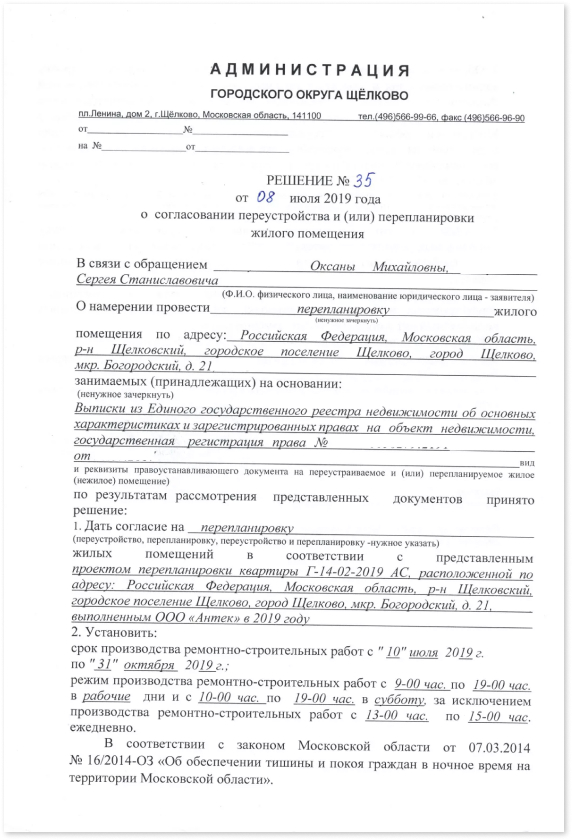 АДМИНИСТРАЦИЯ
ГОРОДСКОГО ОКРУГА ЩЁЛКОВО
пл.Ленина, дом 2, г.Щёлково, Московская область, 141100 тел.(496)566-99-66, факс (496)566-96-90
от__________________№__________________
на №________________от__________________
РЕШЕНИЕ № 35
от 08 июля 2019 года
о согласовании переустройства и (или) перепланировки
жилого помещения
В связи с обращением Оксаны Михайловны,
Сергея Станиславовича
(Ф.И.О. физического лица, наименование юридического лица - заявителя)
О намерении провести перепланировку жилого
(ненужное зачеркнуть)
помещения по адресу: Российская Федерация, Московская область,
р-н Щелковский, городское поселение Щелково, город Щелково,
мкр. Богородский, д. 21
занимаемых (принадлежащих) на основании:
(ненужное зачеркнуть)
Выписки из Единого государственного реестра недвижимости об основных
характеристиках и зарегистрированных правах на объект недвижимости,
государственная регистрация права №
от вид
и реквизиты правоустанавливающего документа на переустраиваемое и (или) перепланируемое жилое
(нежилое) помещение)
по результатам рассмотрения представленных документов принято
решение:
1. Дать согласие на перепланировку
(переустройство, перепланировку, переустройство и перепланировку -нужное указать)
жилых помещений в соответствии с представленным
проектом перепланировки квартиры Г-14-02-2019 АС, расположенной по
адресу: Российская Федерация, Московская область, р-н Щелковский,
городское поселение Щелково, город Щелково, мкр. Богородский, д. 21,
выполненным ООО «Антек» в 2019 году
2. Установить:
срок производства ремонтно-строительных работ с " 10" июля 2019 г.
по "31" октября 2019 г.;
режим производства ремонтно-строительных работ с 9-00 час. по 19-00 час.
в рабочие дни и с 10-00 час. по 19-00 час. в субботу, за исключением
производства ремонтно-строительных работ с 13-00 час. по 15-00 час.
ежедневно.
В соответствии с законом Московской области от 07.03.2014
№ 16/2014-ОЗ «Об обеспечении тишины и покоя граждан в ночное время на
территории Московской области».